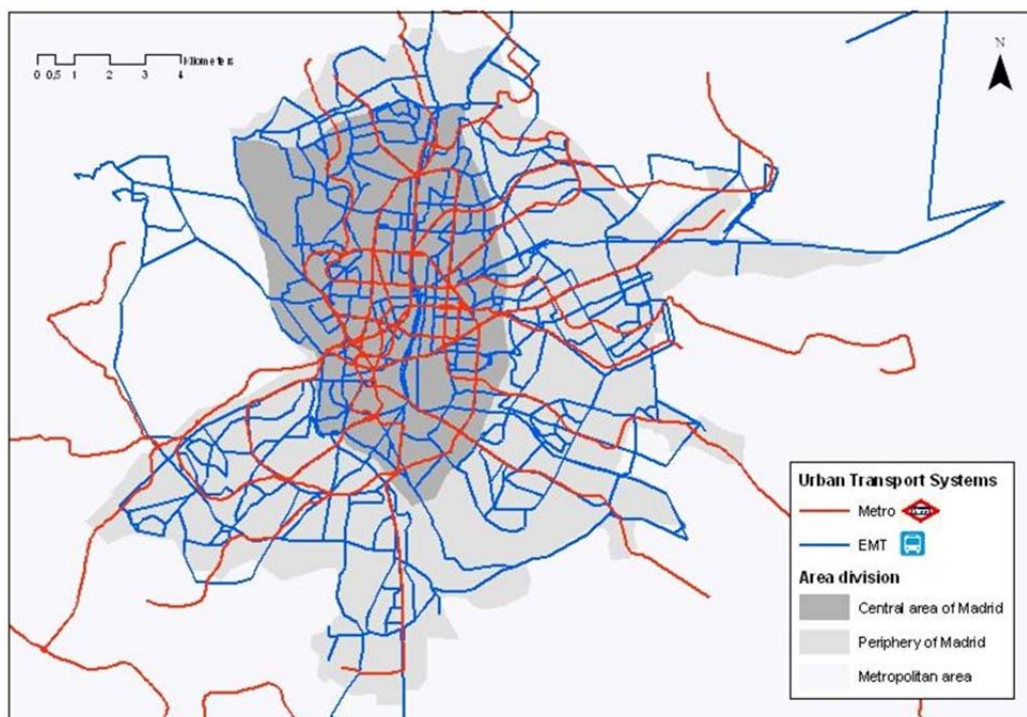 Kilometers
0 0,5 1 2 3 4
N
Urban Transport Systems
Metro
EMT
Area division
Central area of Madrid
Periphery of Madrid
Metropolitan area